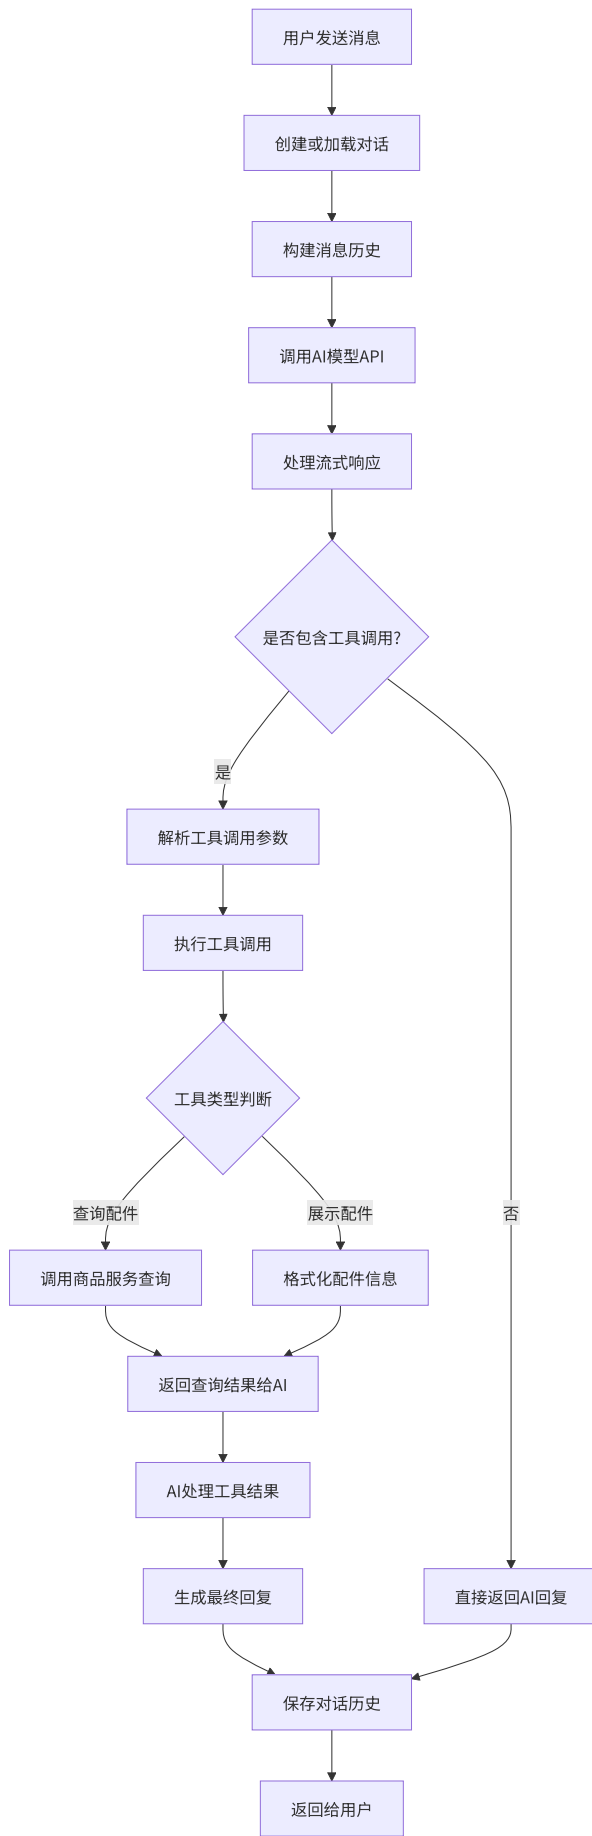 用户发送消息
创建或加载对话
构建消息历史
调用AI模型API
处理流式响应
是否包含工具调用?
是
解析工具调用参数
执行工具调用
工具类型判断
查询配件
展示配件
否
调用商品服务查询
格式化配件信息
返回查询结果给AI
AI处理工具结果
生成最终回复
直接返回AI回复
保存对话历史
返回给用户